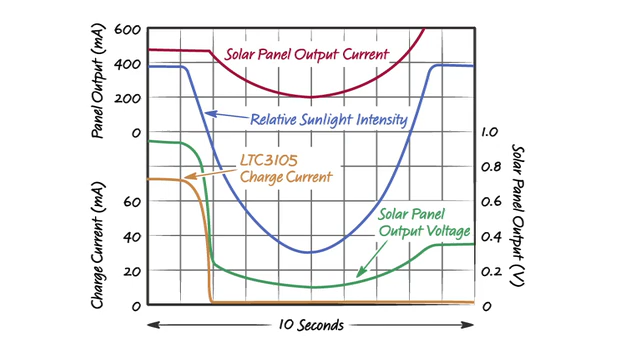 600
400
200
0
Panel Output (mA)
60
40
20
0
Charge Current (mA)
Solar Panel Output Current
Relative Sunlight Intensity
LTC3105
Charge Current
Solar Panel
Output Voltage
1.0
0.8
0.6
0.4
0.2
0
Solar Panel Output (V)
10 Seconds